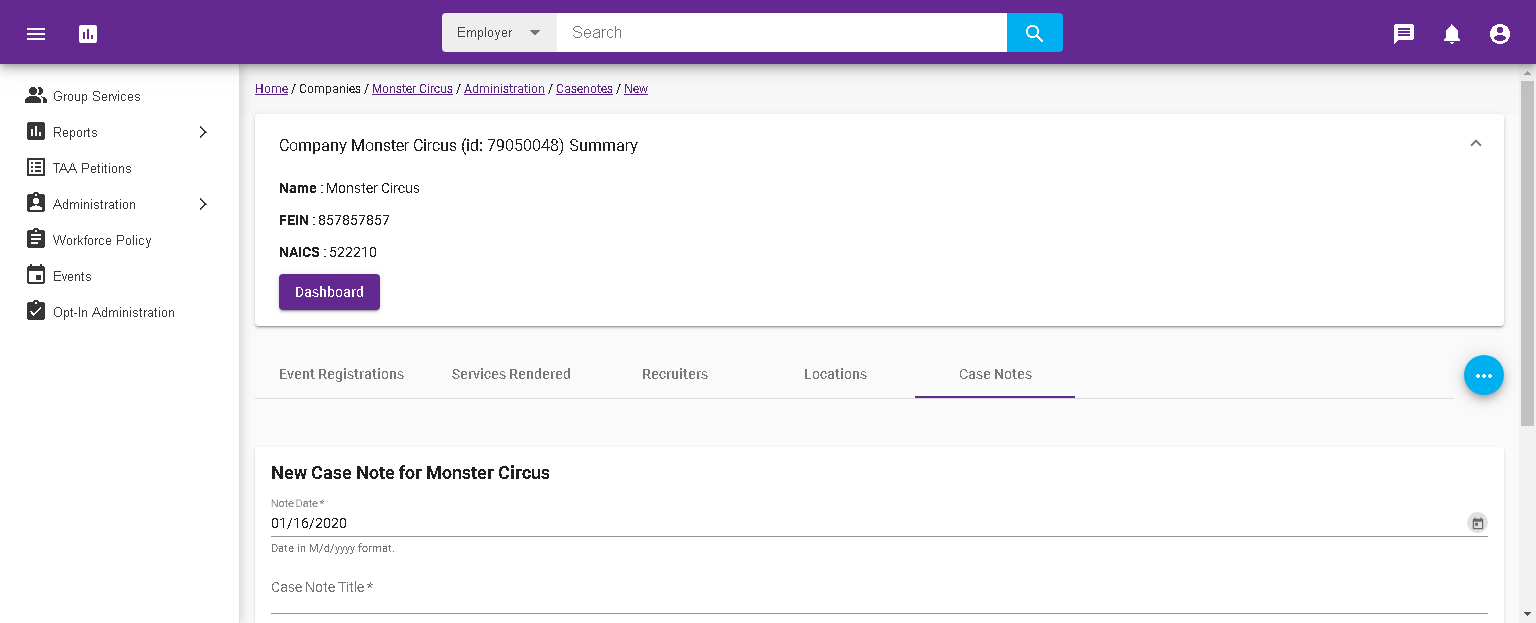 Employer Search
Group Services
Reports
TAA Petitions
Administration
Workforce Policy
Events
Opt-In Administration
Home / Companies / Monster Circus / Administration / Casenotes / New
Company Monster Circus (id: 79050048) Summary
Name : Monster Circus
FEIN : 857857857
NAICS : 522210
Dashboard
Event Registrations Services Rendered Recruiters Locations Case Notes
New Case Note for Monster Circus
Note Date *
01/16/2020
Date in M/d/yyyy format.
Case Note Title *